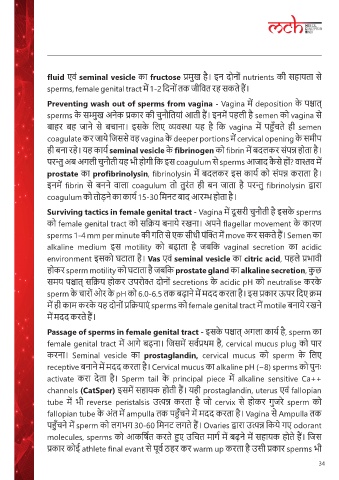 mch
fluid एवं seminal vesicle का fructose प्रमुख है। इन दोनों nutrients की सहायता से
sperms, female genital tract में 1-2 दिनों तक जीवित रह सकते हैं।
Preventing wash out of sperms from vagina - Vagina में deposition के पश्चात्
sperms के सम्मुख अनेक प्रकार की चुनौतियां आती हैं। इनमें पहली है semen को vagina से
बाहर बह जाने से बचाना। इसके लिए व्यवस्था यह है कि vagina में पहुँचते ही semen
coagulate कर जाये जिससे वह vagina के deeper portions में cervical opening के समीप
ही बना रहे। यह कार्य seminal vesicle के fibrinogen को fibrin में बदलकर संपन्न होता है।
परन्तु अब अगली चुनौती यह भी होगी कि इस coagulum से sperms आजाद कैसे हों? वास्तव में
prostate का profibrinolysin, fibrinolysin में बदलकर इस कार्य को संपन्न कराता है।
इनमें fibrin से बनने वाला coagulum तो तुरंत ही बन जाता है परन्तु fibrinolysin द्वारा
coagulum को तोड़ने का कार्य 15-30 मिनट बाद आरम्भ होता है।
Surviving tactics in female genital tract - Vagina में दूसरी चुनौती है इसके sperms
को female genital tract को सक्रिय बनाये रखना। अपने flagellar movement के कारण
sperms 1-4 mm per minute की गति से एक सीधी पंक्ति में move कर सकते हैं। Semen का
alkaline medium इस motility को बढ़ाता है जबकि vaginal secretion का acidic
environment इसको घटाता है। Vas एवं seminal vesicle का citric acid, पहले प्रभावी
होकर sperm motility को घटाता है जबकि prostate gland का alkaline secretion, कुछ
समय पश्चात् सक्रिय होकर उपरोक्त दोनों secretions के acidic pH को neutralise करके
sperm के चारों ओर के pH को 6.0-6.5 तक बढ़ाने में मदद करता है। इस प्रकार ऊपर दिए क्रम
में ही काम करके यह दोनों प्रक्रियाएं sperms को female genital tract में motile बनाये रखने
में मदद करते हैं।
Passage of sperms in female genital tract - इसके पश्चात् अगला कार्य है, sperm का
female genital tract में आगे बढ़ना। जिसमें सर्वप्रथम है, cervical mucus plug को पार
करना। Seminal vesicle का prostaglandin, cervical mucus को sperm के लिए
receptive बनाने में मदद करता है। Cervical mucus का alkaline pH (~8) sperms को पुनः
activate करा देता है। Sperm tail के principal piece में alkaline sensitive Ca++
channels (CatSper) इसमें सहायक होती हैं। यही prostaglandin, uterus एवं fallopian
tube में भी reverse peristalsis उत्पन्न करता है जो cervix से होकर गुजरे sperm को
fallopian tube के अंत में ampulla तक पहुँचने में मदद करता है। Vagina से Ampulla तक
पहुँचने में sperm को लगभग 30-60 मिनट लगते हैं। Ovaries द्वारा उत्पन्न किये गए odorant
molecules, sperms को आकर्षित करते हुए उचित मार्ग में बढ़ने में सहायक होते हैं। जिस
प्रकार कोई athlete final evant से पूर्व ठहर कर warm up करता है उसी प्रकार sperms भी
34